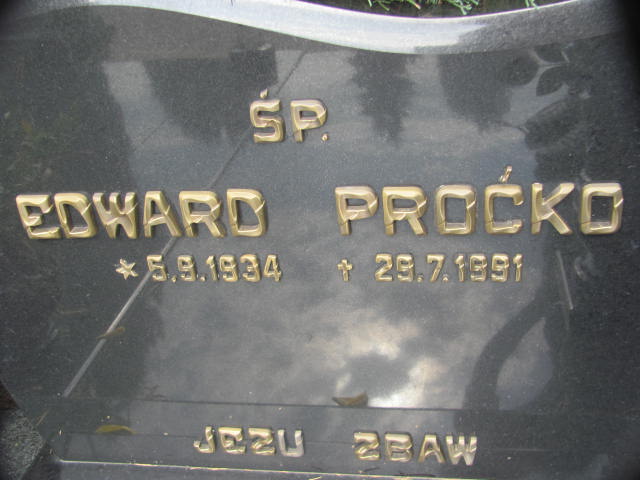 ŚP.
EDWARD PROĆKO
* 5.9.1934 + 29.7.1991
JEZU ZBAW